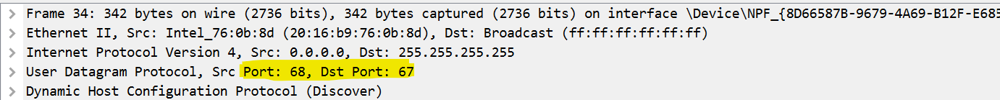 Frame 34: 342 bytes on wire (2736 bits), 342 bytes captured (2736 bits) on interface \Device\NPF_{8D66587B-9679-4A69-B12F-E685
Ethernet II, Src: Intel_76:0b:8d (20:16:b9:76:0b:8d), Dst: Broadcast (ff:ff:ff:ff:ff:ff)
Internet Protocol Version 4, Src: 0.0.0.0, Dst: 255.255.255.255
User Datagram Protocol, Src Port: 68, Dst Port: 67
Dynamic Host Configuration Protocol (Discover)